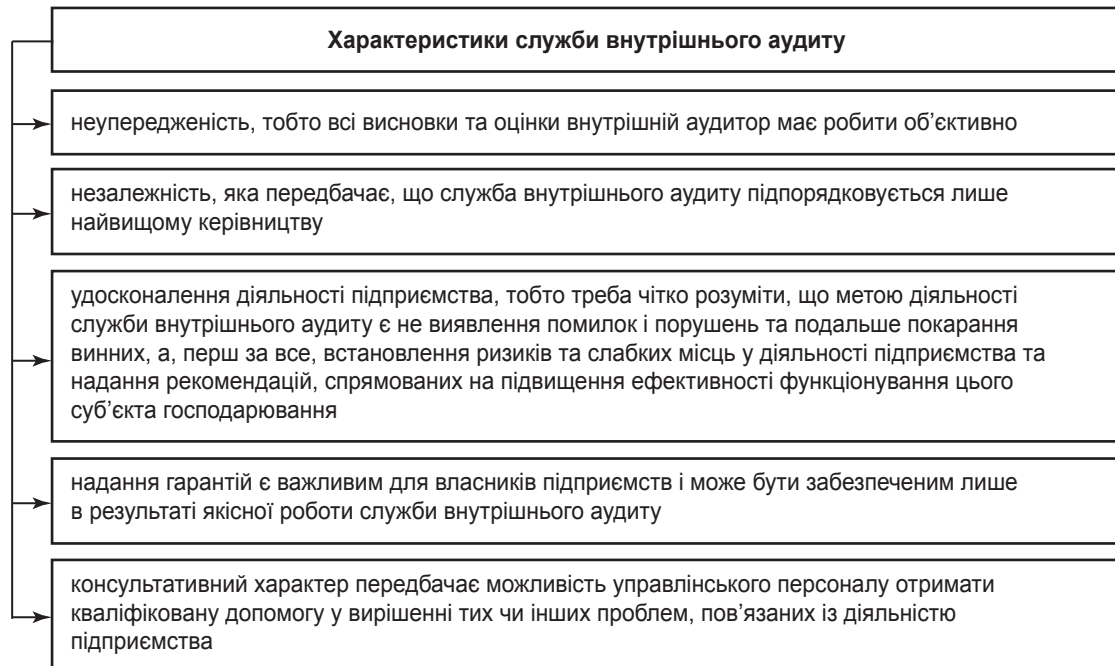 Характеристики служби внутрішнього аудиту
неупередженість, тобто всі висновки та оцінки внутрішній аудитор має робити об’єктивно
незалежність, яка передбачає, що служба внутрішнього аудиту підпорядковується лише
найвищому керівництву
удосконалення діяльності підприємства, тобто треба чітко розуміти, що метою діяльності
служби внутрішнього аудиту є не виявлення помилок і порушень та подальше покарання
винних, а, перш за все, встановлення ризиків та слабких місць у діяльності підприємства та
надання рекомендацій, спрямованих на підвищення ефективності функціонування цього
суб’єкта господарювання
надання гарантій є важливим для власників підприємств і може бути забезпеченим лише
в результаті якісної роботи служби внутрішнього аудиту
консультативний характер передбачає можливість управлінського персоналу отримати
кваліфіковану допомогу у вирішенні тих чи інших проблем, пов’язаних із діяльністю
підприємства